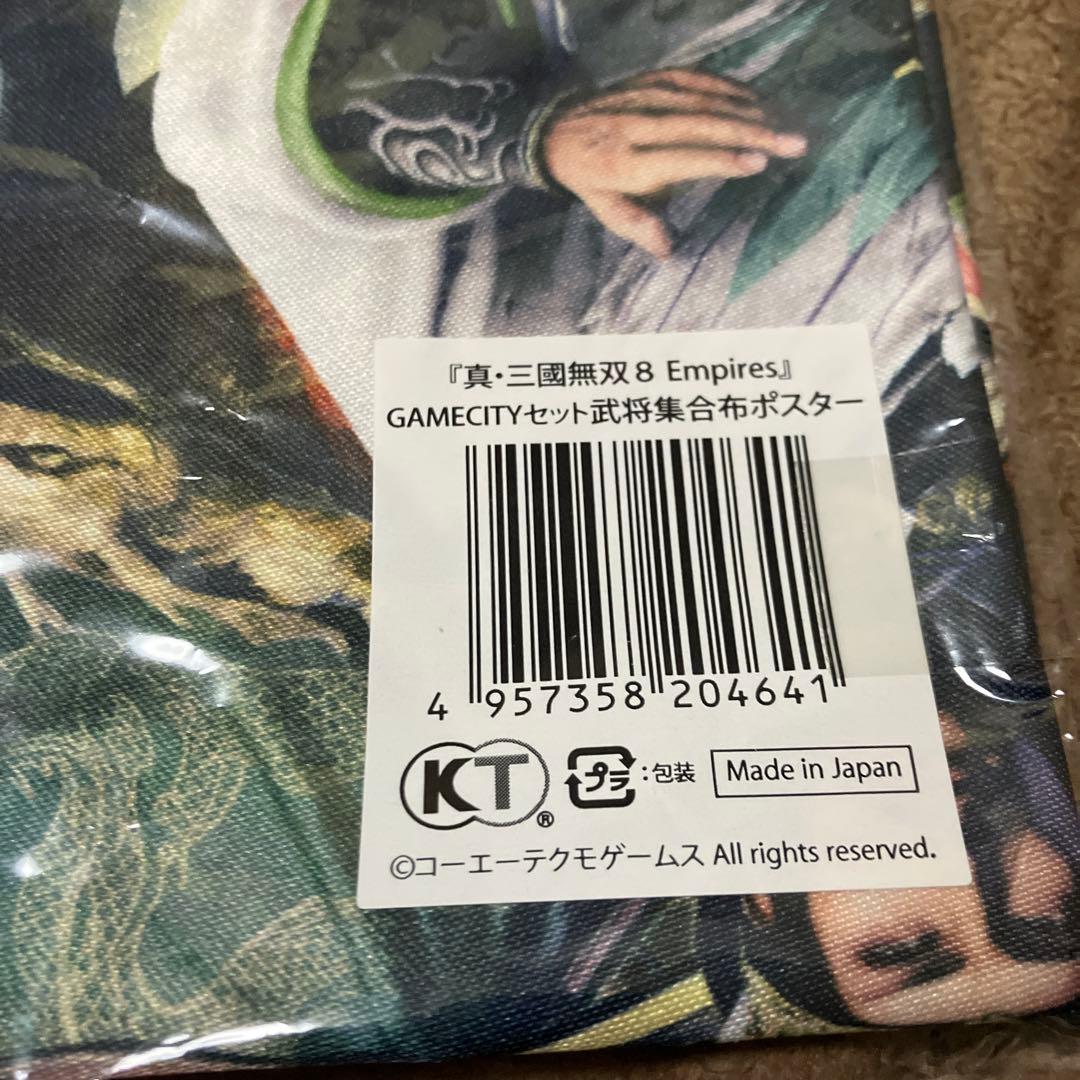 『真・三國無双8 Empires』
GAMECITYセット武将集合布ポスター
4 957358 204641
KT®
プラ :包装
Made in Japan
©コーエーテクモゲームス All rights reserved.